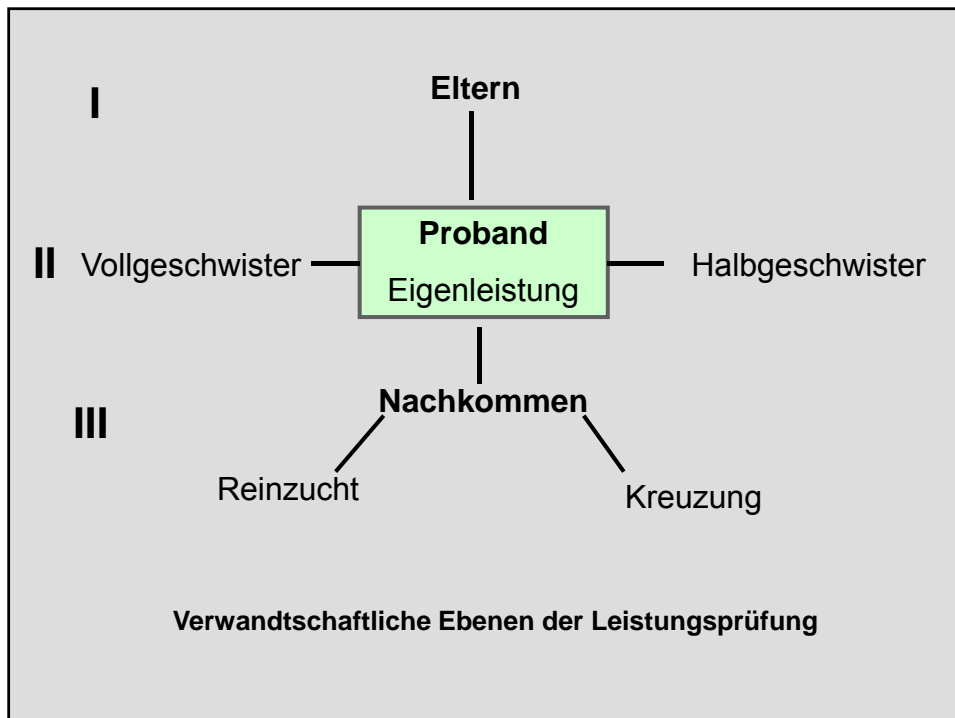 I
Eltern
Proband
II Vollgeschwister
Halbgeschwister
Eigenleistung
Nachkommen
III
Reinzucht
Kreuzung
Verwandtschaftliche Ebenen der Leistungsprüfung